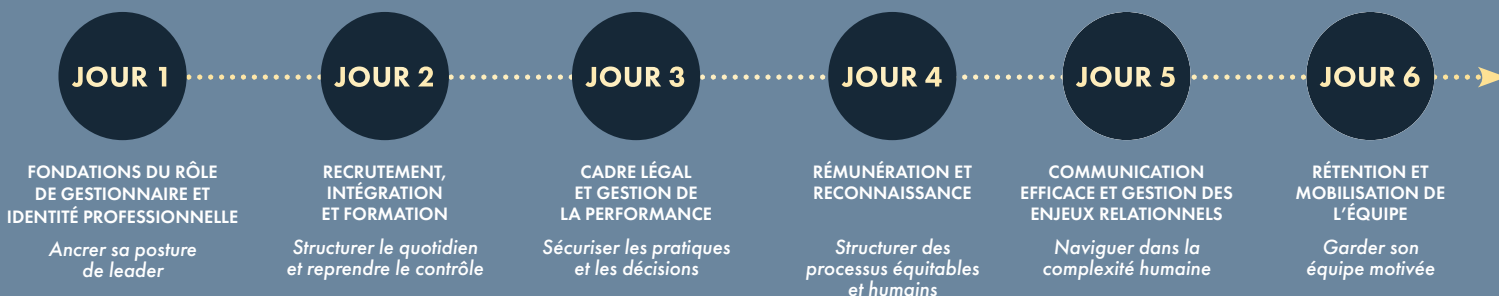 JOUR 1
FONDATIONS DU RÔLE
DE GESTIONNAIRE ET
IDENTITÉ PROFESSIONNELLE
Ancrer sa posture
de leader
JOUR 2
RECRUTEMENT,
INTÉGRATION
ET FORMATION
Structurer le quotidien
et reprendre le contrôle
JOUR 3
CADRE LÉGAL
ET GESTION DE
LA PERFORMANCE
Sécuriser les pratiques
et les décisions
JOUR 4
RÉMUNÉRATION ET
RECONNAISSANCE
Structurer des
processus équitables
et humains
JOUR 5
COMMUNICATION
EFFICACE ET GESTION DES
ENJEUX RELATIONNELS
Naviguer dans la
complexité humaine
JOUR 6
RÉTENTION ET
MOBILISATION DE
L'ÉQUIPE
Garder son
équipe motivée